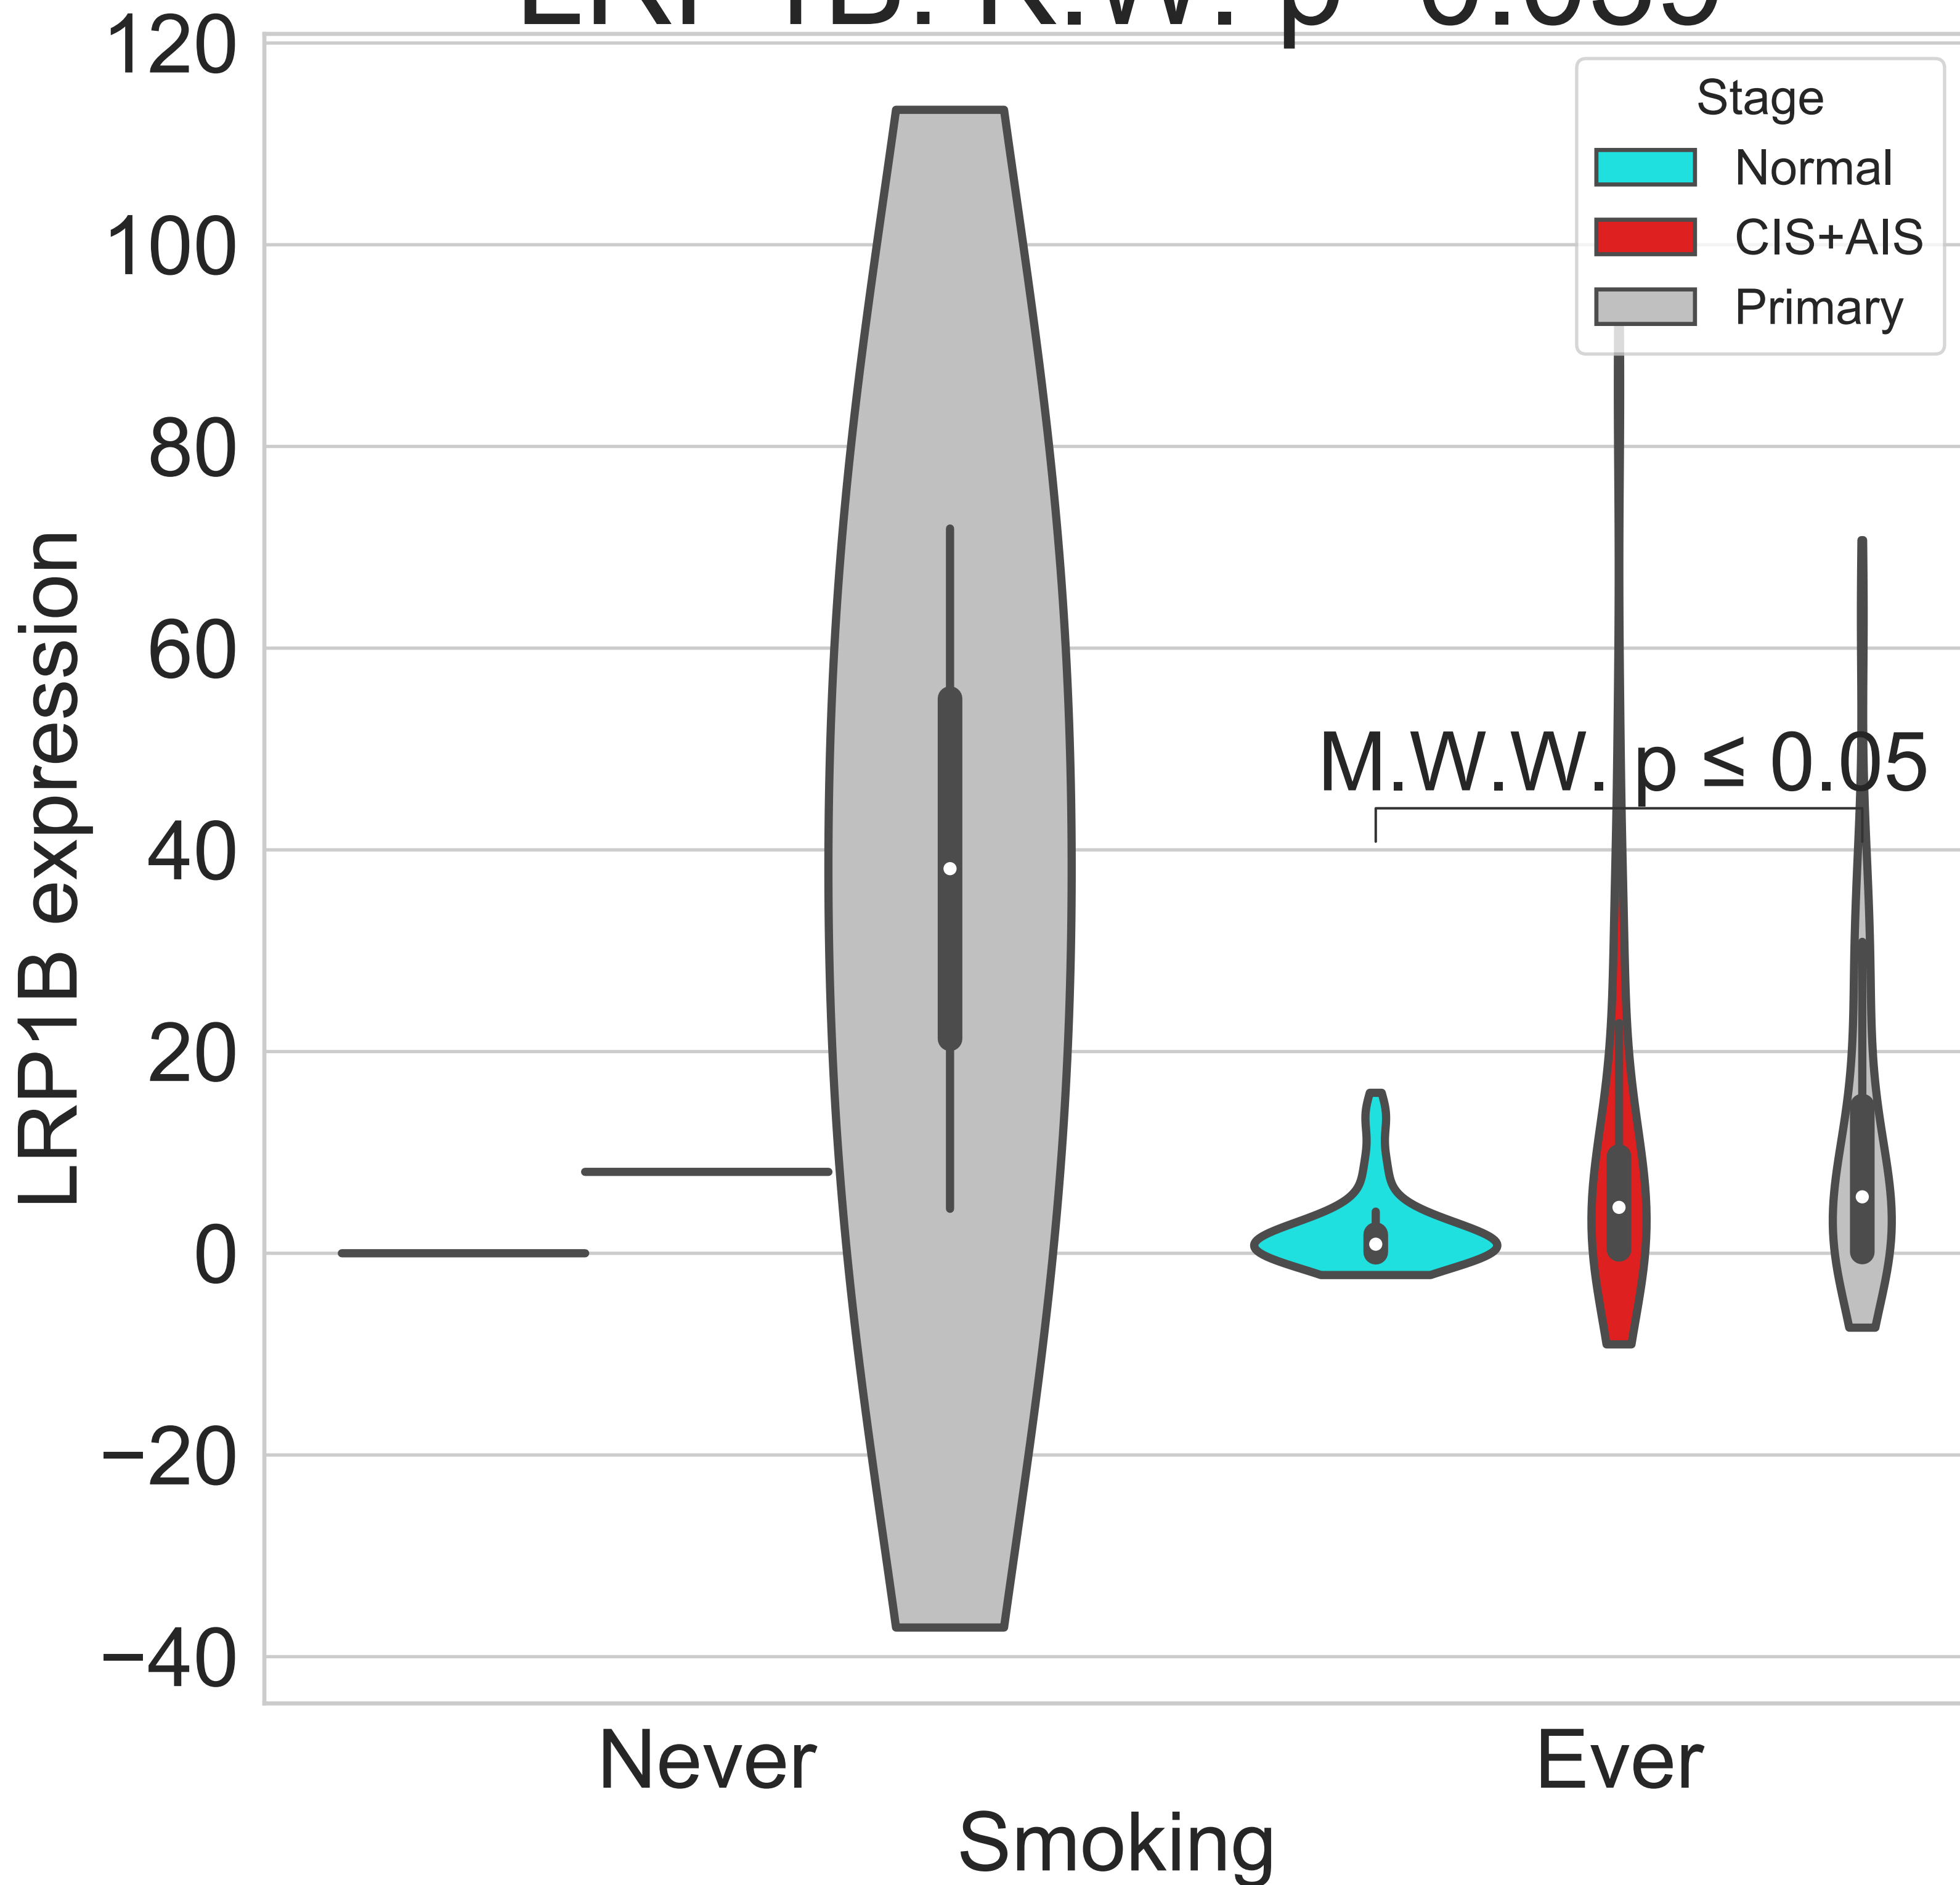 120
100
80
60
40
20
0
−20
−40
LRP1B expression
Stage
Normal
CIS+AIS
Primary
M.W.W. p ≤ 0.05
Never
Ever
Smoking